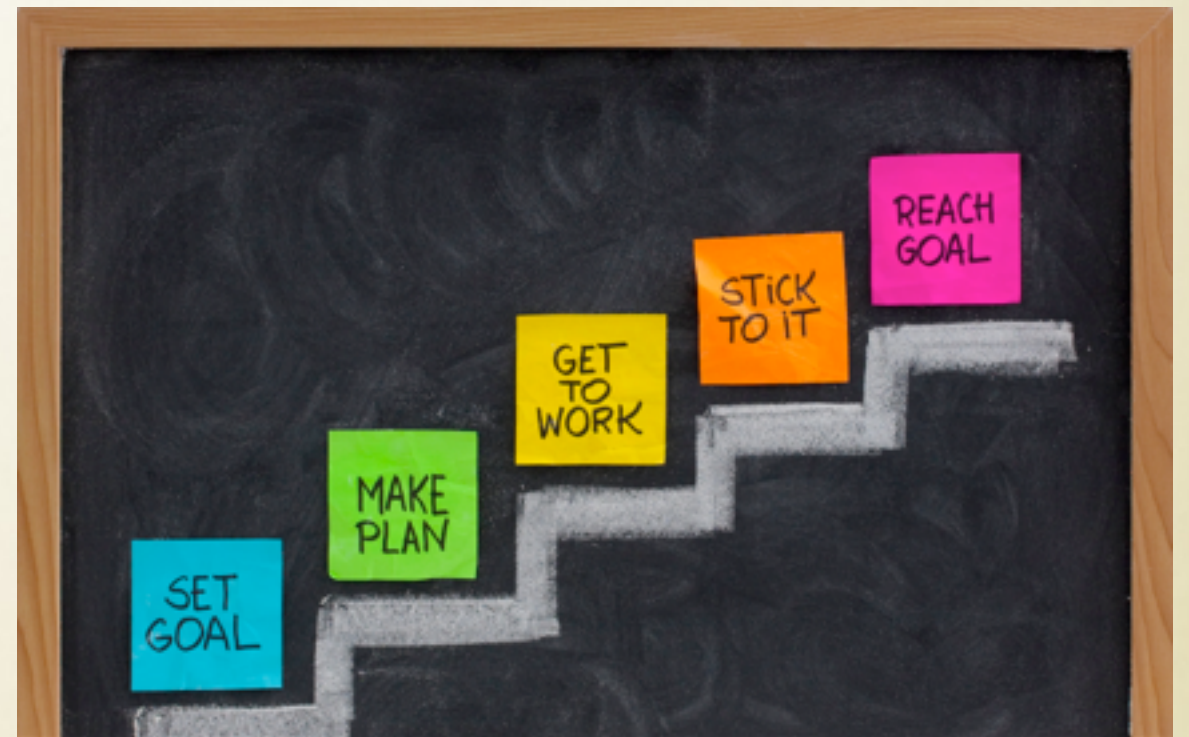 SET
GOAL
MAKE
PLAN
GET
TO
WORK
STiCK
TO iT
REACH
GOAL